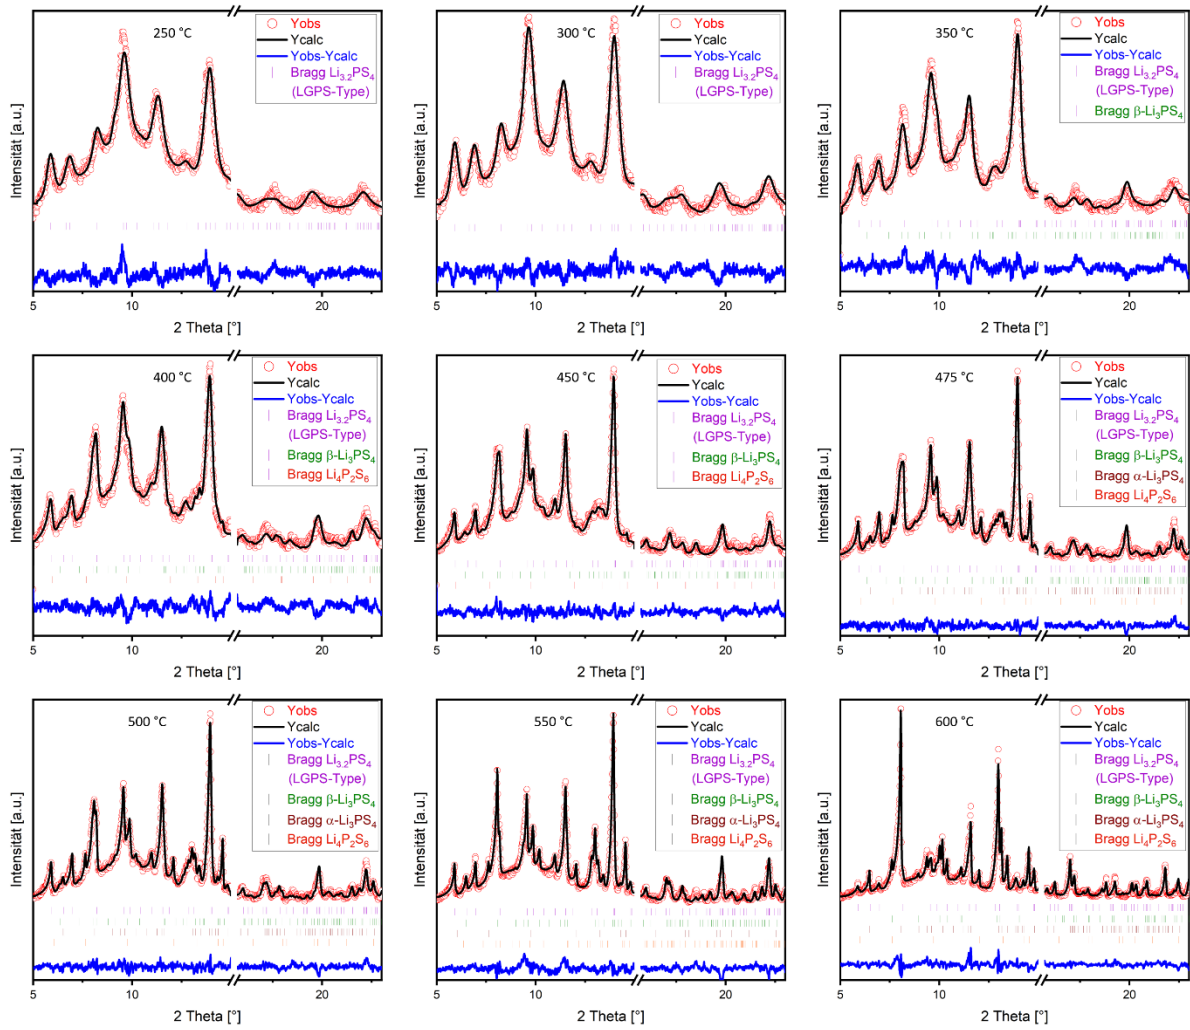 250 °C
Yobs
Ycalc
Yobs-Ycalc
Bragg Li3.2PS4
(LGPS-Type)
Intensität [a.u.]
5 10 20
2 Theta [°]
300 °C
Yobs
Ycalc
Yobs-Ycalc
Bragg Li3.2PS4
(LGPS-Type)
Intensität [a.u.]
5 10 20
2 Theta [°]
350 °C
Yobs
Ycalc
Yobs-Ycalc
Bragg Li3.2PS4
(LGPS-Type)
Bragg β-Li3PS4
Intensität [a.u.]
5 10 20
2 Theta [°]
400 °C
Yobs
Ycalc
Yobs-Ycalc
Bragg Li3.2PS4
(LGPS-Type)
Bragg β-Li3PS4
Bragg Li4P2S6
Intensität [a.u.]
5 10 20
2 Theta [°]
450 °C
Yobs
Ycalc
Yobs-Ycalc
Bragg Li3.2PS4
(LGPS-Type)
Bragg β-Li3PS4
Bragg Li4P2S6
Intensität [a.u.]
5 10 20
2 Theta [°]
475 °C
Yobs
Ycalc
Yobs-Ycalc
Bragg Li3.2PS4
(LGPS-Type)
Bragg β-Li3PS4
Bragg α-Li3PS4
Bragg Li4P2S6
Intensität [a.u.]
5 10 20
2 Theta [°]
500 °C
Yobs
Ycalc
Yobs-Ycalc
Bragg Li3.2PS4
(LGPS-Type)
Bragg β-Li3PS4
Bragg α-Li3PS4
Bragg Li4P2S6
Intensität [a.u.]
5 10 20
2 Theta [°]
550 °C
Yobs
Ycalc
Yobs-Ycalc
Bragg Li3.2PS4
(LGPS-Type)
Bragg β-Li3PS4
Bragg α-Li3PS4
Bragg Li4P2S6
Intensität [a.u.]
5 10 20
2 Theta [°]
600 °C
Yobs
Ycalc
Yobs-Ycalc
Bragg Li3.2PS4
(LGPS-Type)
Bragg β-Li3PS4
Bragg α-Li3PS4
Bragg Li4P2S6
Intensität [a.u.]
5 10 20
2 Theta [°]